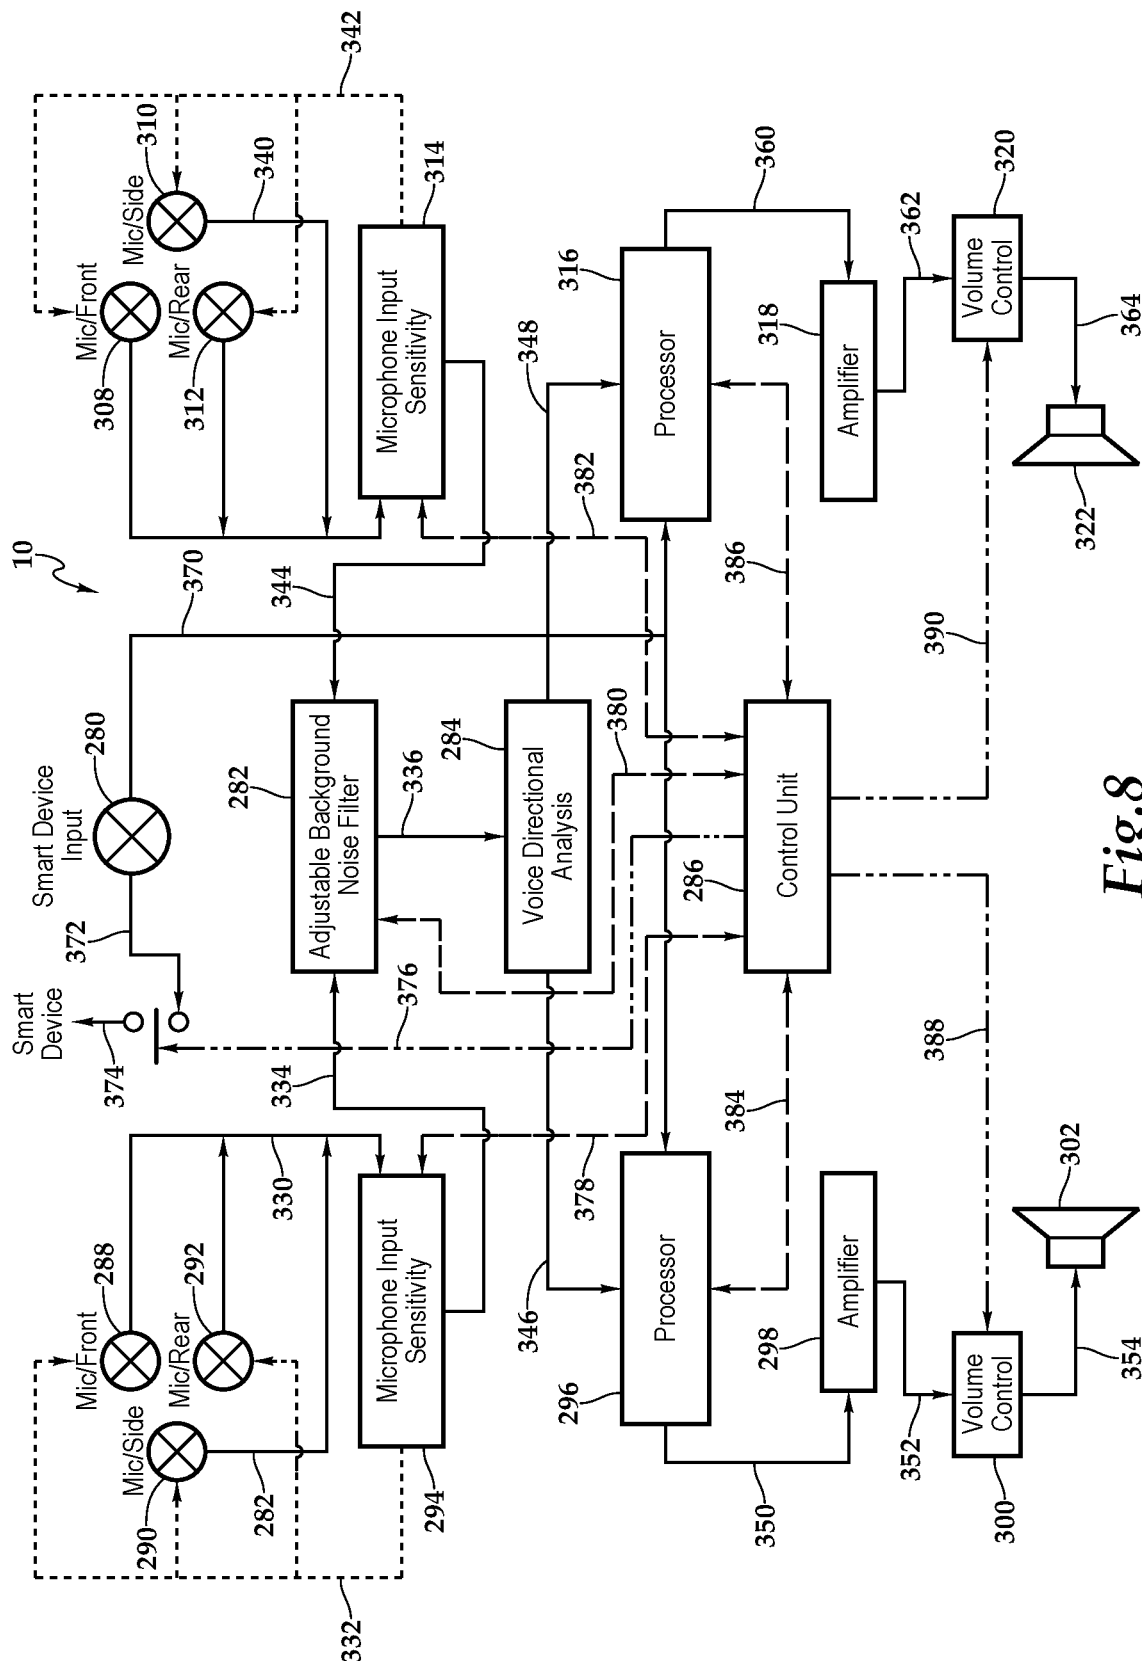 10
342
Mic/Side
310
Mic/Front
340
308
Mic/Rear
312
Microphone Input
Sensitivity
314
370
344
382
348
Smart Device
Input
280
372
Smart
Device
374
Adjustable Background
Noise Filter
282
336
334
376
Voice Directional
Analysis
284
380
Mic/Front
288
330
Mic/Side
290
Mic/Rear
292
282
332
Microphone Input
Sensitivity
294
378
346
Processor
316
360
386
Control Unit
286
384
Processor
296
350
Amplifier
318
362
Volume
Control
320
364
322
390
388
Amplifier
298
352
Volume
Control
300
354
302
Fig.8